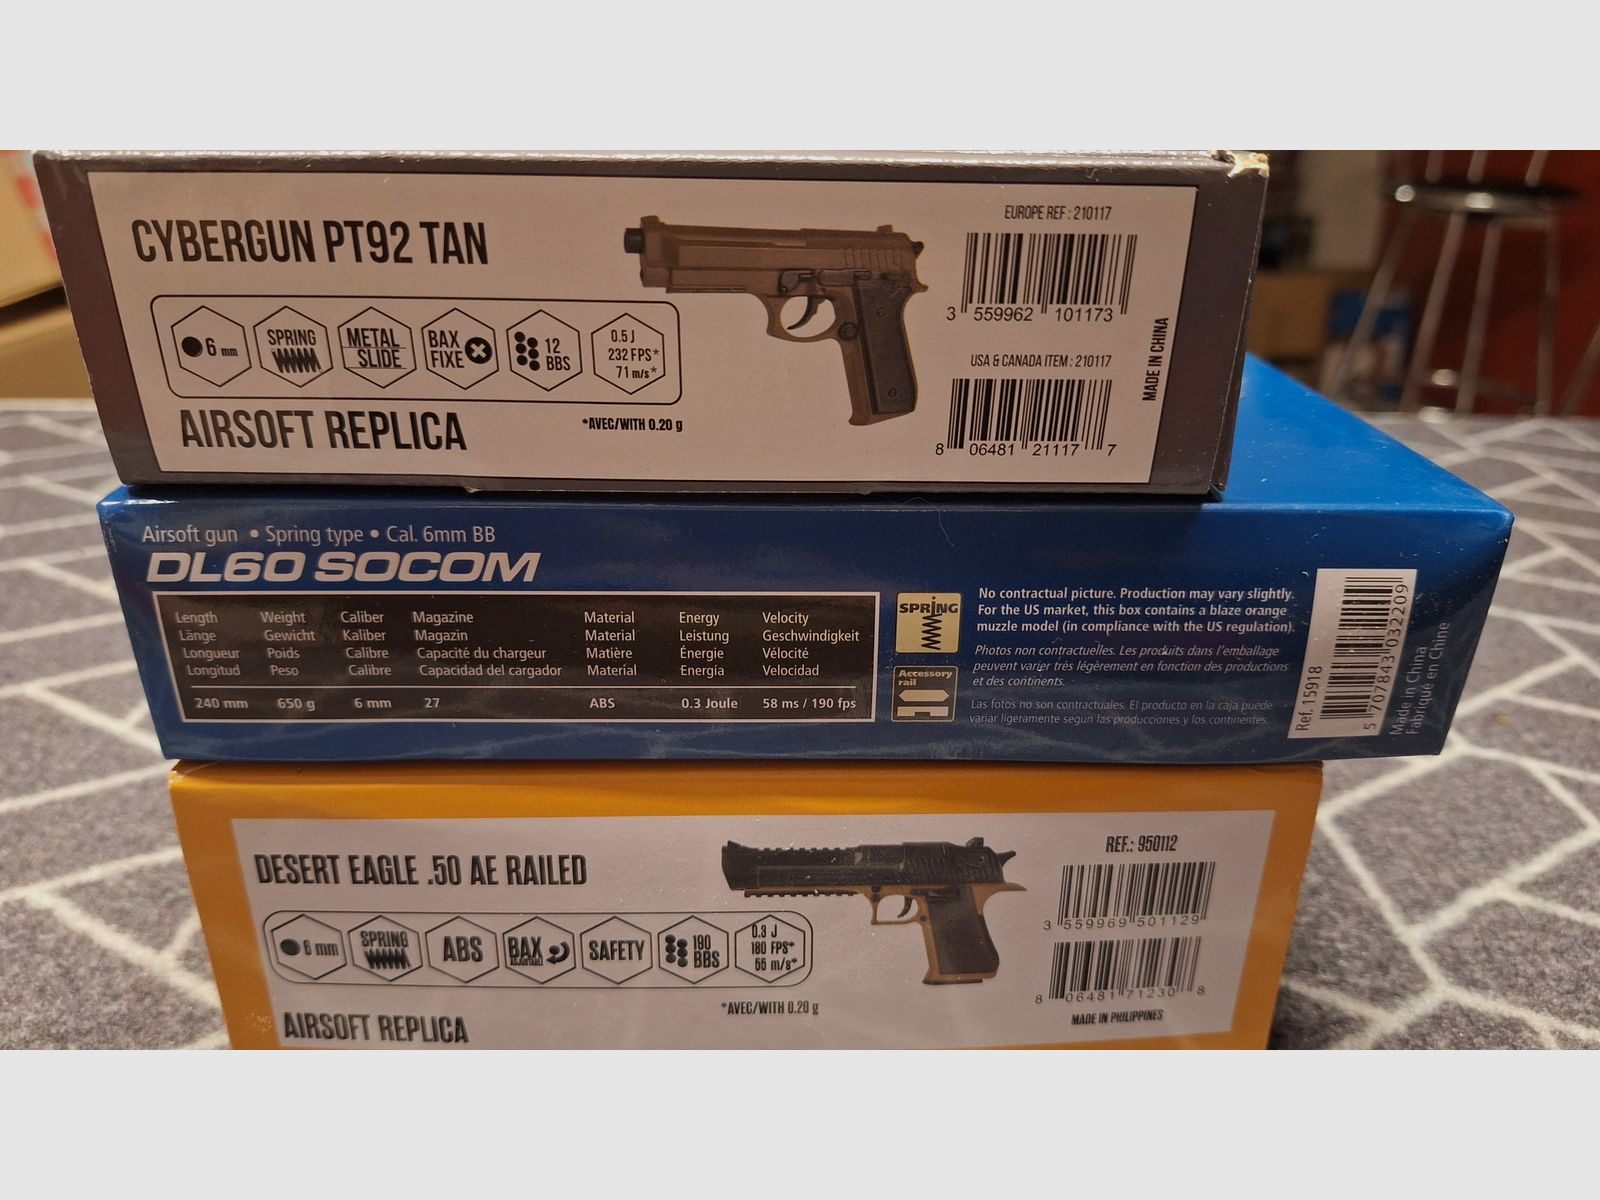 CYBERGUN PT92 TAN
6 mm
SPRING
METAL
SLIDE
BAX
FIXE
12
BBS
0.5 J
232 FPS*
71 m/s*
AIRSOFT REPLICA
*AVEC/WITH 0.20 g
EUROPE REF : 210117
3 559962 101173
USA & CANADA ITEM : 210117
8 06481 21117 7
MADE IN CHINA
Airsoft gun • Spring type • Cal. 6mm BB
DL60 SOCOM
Length Weight Caliber Magazine Material Energy Velocity
Länge Gewicht Kaliber Magazin Material Leistung Geschwindigkeit
Longueur Poids Calibre Capacité du chargeur Matière Énergie Vélocité
Longitud Peso Calibre Capacidad del cargador Material Energía Velocidad
240 mm 650 g 6 mm 27 ABS 0.3 Joule 58 ms / 190 fps
SPRING
Accessory
rail
No contractual picture. Production may vary slightly.
For the US market, this box contains a blaze orange
muzzle model (in compliance with the US regulation).
Photos non contractuelles. Les produits dans l'emballage
peuvent varier très légèrement en fonction des productions
et des continents.
Las fotos no son contractuales. El producto en la caja puede
variar ligeramente según las producciones y los continentes.
Ref. 15918
5 707843 032209
Made in China
Fabriqué en Chine
DESERT EAGLE .50 AE RAILED
6 mm
SPRING
ABS
BAX
ADJUSTABLE
SAFETY
190
BBS
0.3 J
180 FPS*
55 m/s*
AIRSOFT REPLICA
*AVEC/WITH 0.20 g
REF.: 950112
3 559969 501129
8 06481 71230 8
MADE IN PHILIPPINES